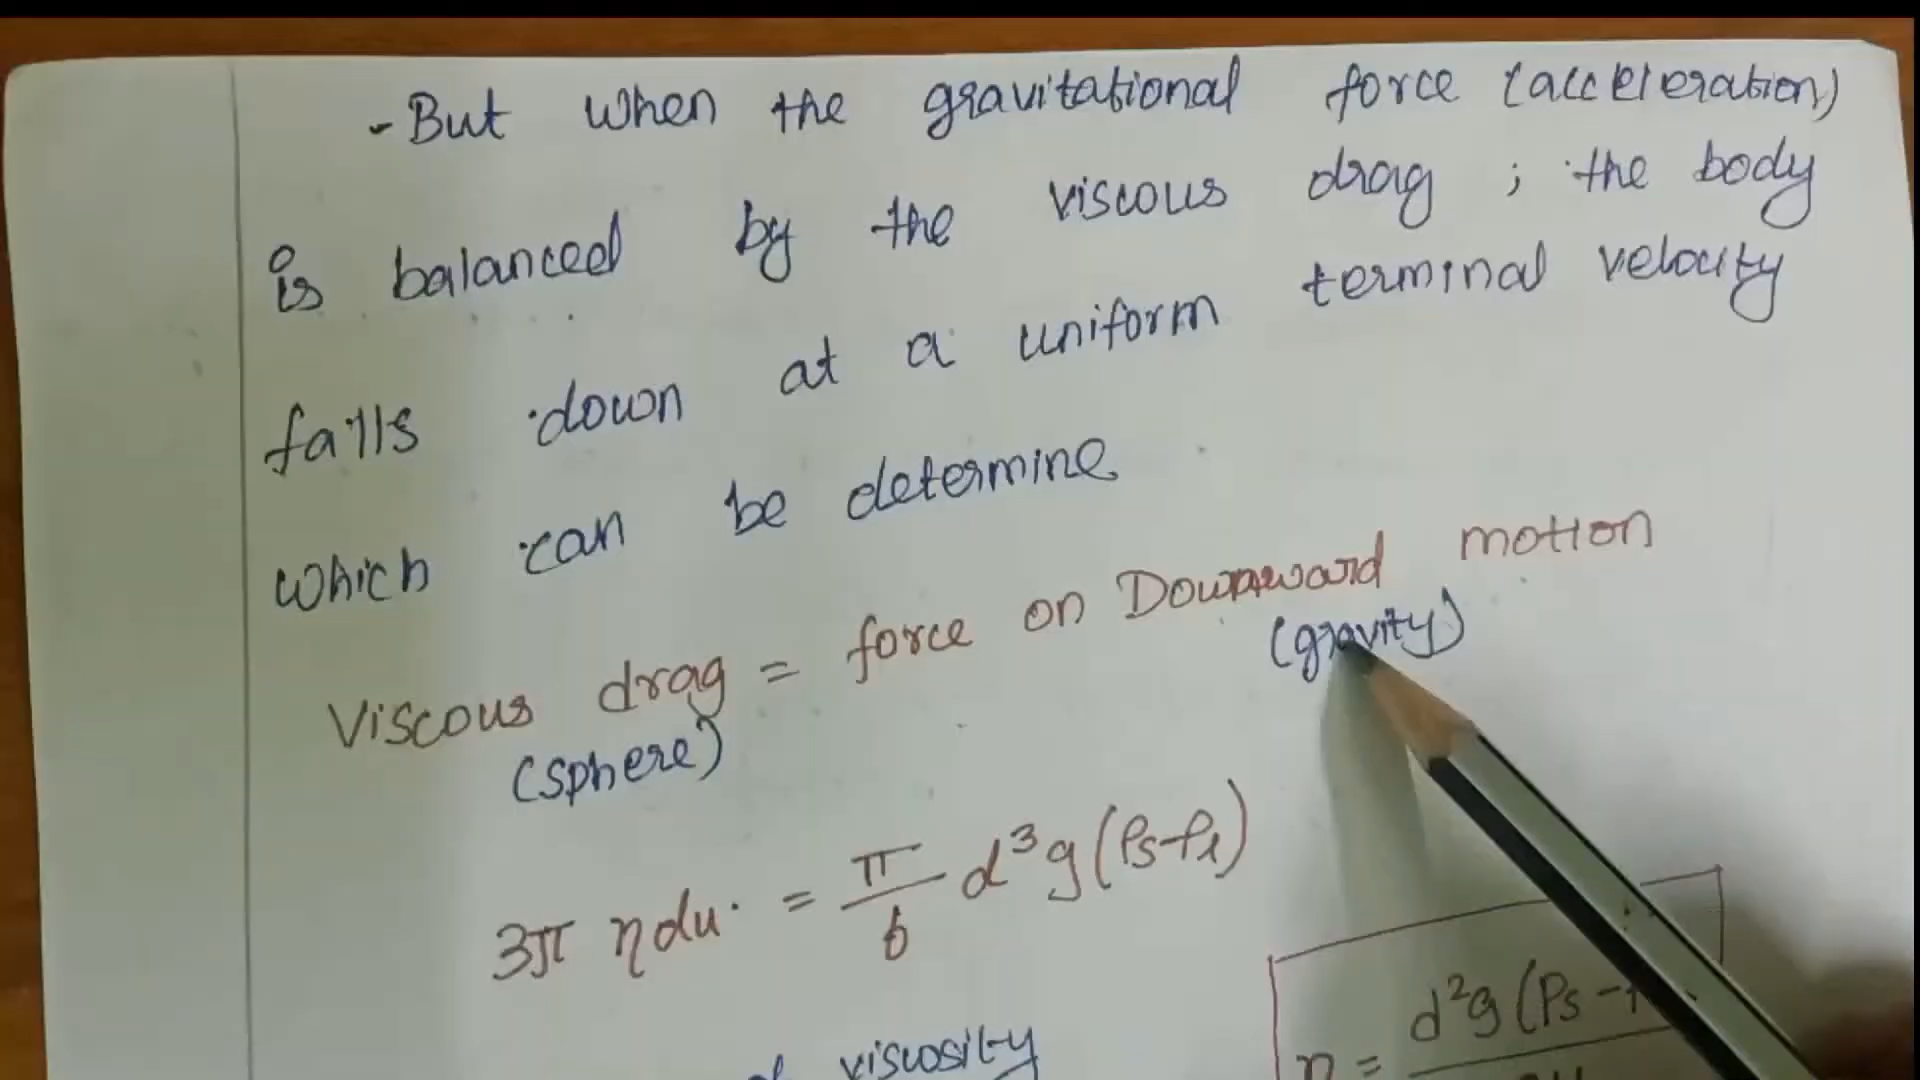 - But when the gravitational force (acceleration)
is balanced by the viscous drag ; the body
falls down at a uniform terminal velocity
which can be determine
Viscous drag = force on Downward motion
(sphere) (gravity)
3π η du = π/6 d³ g (ρs - ρl)
viscosity
η = d²g (ρs -